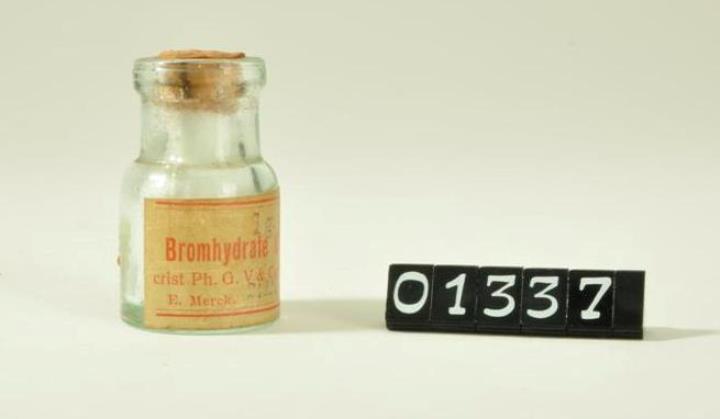 Bromhydrate
crist Ph. G. V & C
E. Merck.
01337